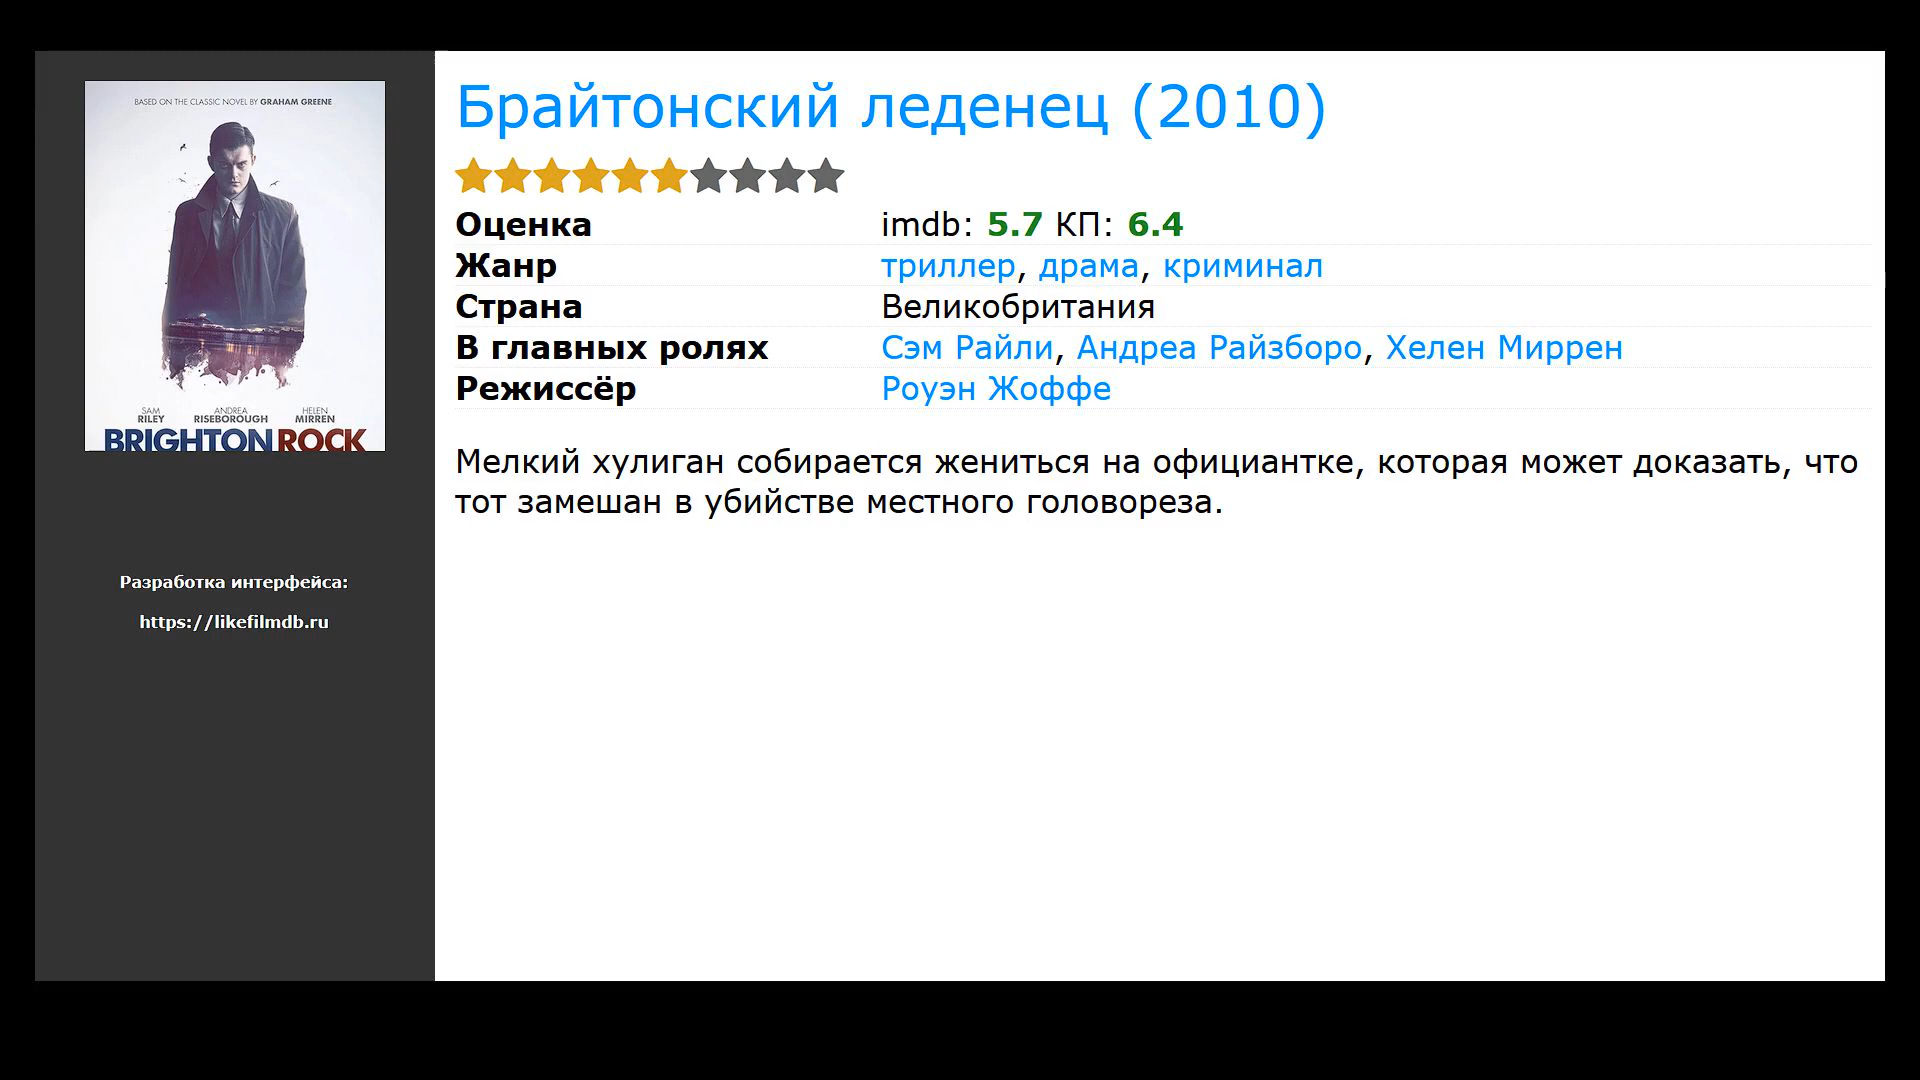 BASED ON THE CLASSIC NOVEL BY GRAHAM GREENE
SAM RILEY
ANDREA RISEBOROUGH
HELEN MIRREN
BRIGHTON ROCK
Разработка интерфейса:
https://likefilmdb.ru
Брайтонский леденец (2010)
Оценка imdb: 5.7 КП: 6.4
Жанр триллер, драма, криминал
Страна Великобритания
В главных ролях Сэм Райли, Андреа Райзборо, Хелен Миррен
Режиссёр Роуэн Жоффе
Мелкий хулиган собирается жениться на официантке, которая может доказать, что
тот замешан в убийстве местного головореза.